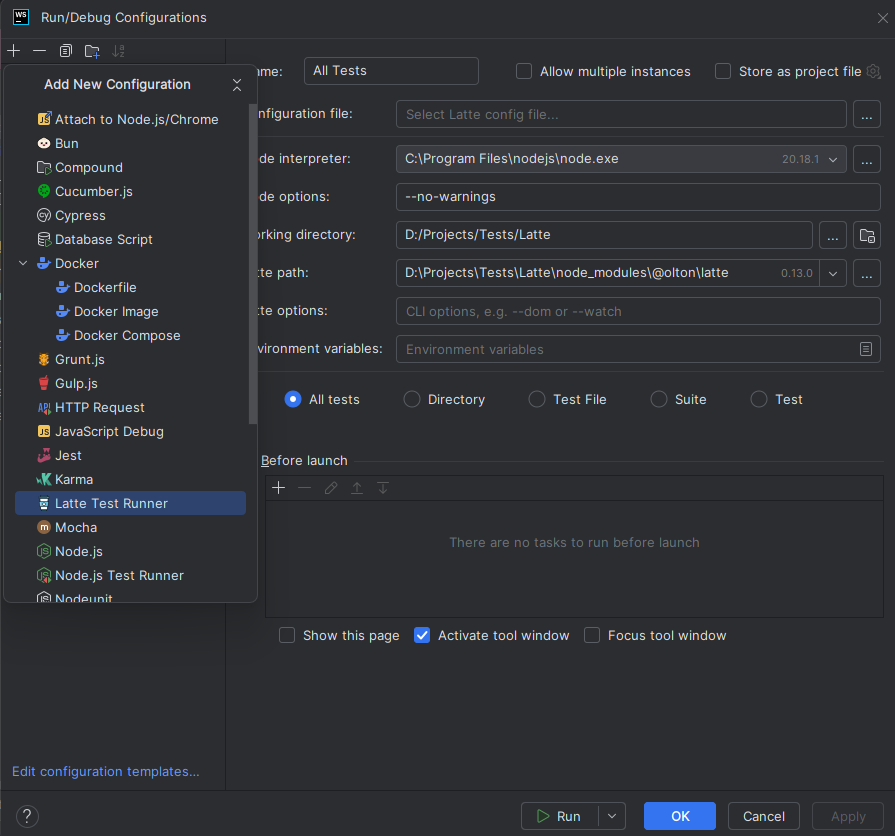 WS
Run/Debug Configurations
Add New Configuration
Attach to Node.js/Chrome
Bun
Compound
Cucumber.js
Cypress
Database Script
Docker
Dockerfile
Docker Image
Docker Compose
Grunt.js
Gulp.js
HTTP Request
JavaScript Debug
Jest
Karma
Latte Test Runner
Mocha
Node.js
Node.js Test Runner
Nodeunit
Edit configuration templates...
me: All Tests Allow multiple instances Store as project file
nfiguration file: Select Latte config file... ...
de interpreter: C:\Program Files\nodejs\node.exe 20.18.1 ...
de options: --no-warnings
orking directory: D:/Projects/Tests/Latte ...
tte path: D:\Projects\Tests\Latte\node_modules\@olton\latte 0.13.0 ...
tte options: CLI options, e.g. --dom or --watch
vironment variables: Environment variables
All tests Directory Test File Suite Test
Before launch
There are no tasks to run before launch
Show this page Activate tool window Focus tool window
? Run OK Cancel Apply